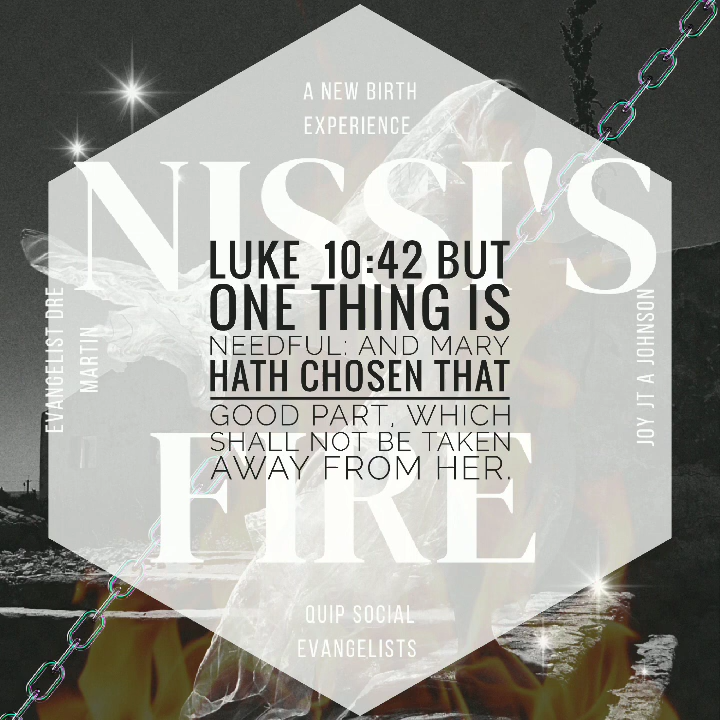 A NEW BIRTH
EXPERIENCE
NISSI'S
LUKE 10:42 BUT
ONE THING IS
NEEDFUL: AND MARY
HATH CHOSEN THAT
GOOD PART, WHICH
SHALL NOT BE TAKEN
AWAY FROM HER.
EVANGELIST DRE
MARTIN
JOY JT A JOHNSON
FIRE
QUIP SOCIAL
EVANGELISTS